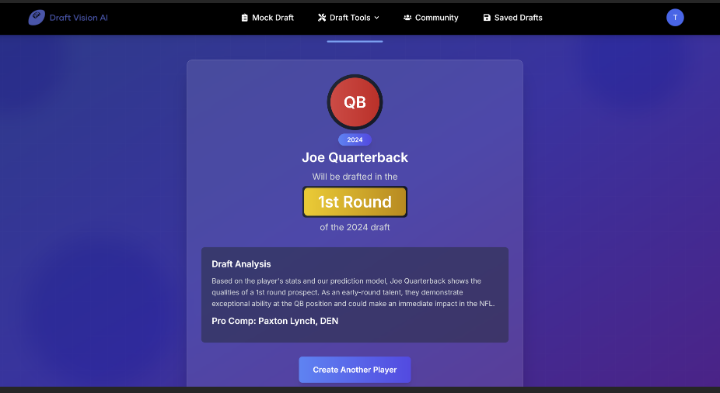 Draft Vision AI
Mock Draft
Draft Tools
Community
Saved Drafts
T
QB
2024
Joe Quarterback
Will be drafted in the
1st Round
of the 2024 draft
Draft Analysis
Based on the player's stats and our prediction model, Joe Quarterback shows the
qualities of a 1st round prospect. As an early-round talent, they demonstrate
exceptional ability at the QB position and could make an immediate impact in the NFL.
Pro Comp: Paxton Lynch, DEN
Create Another Player